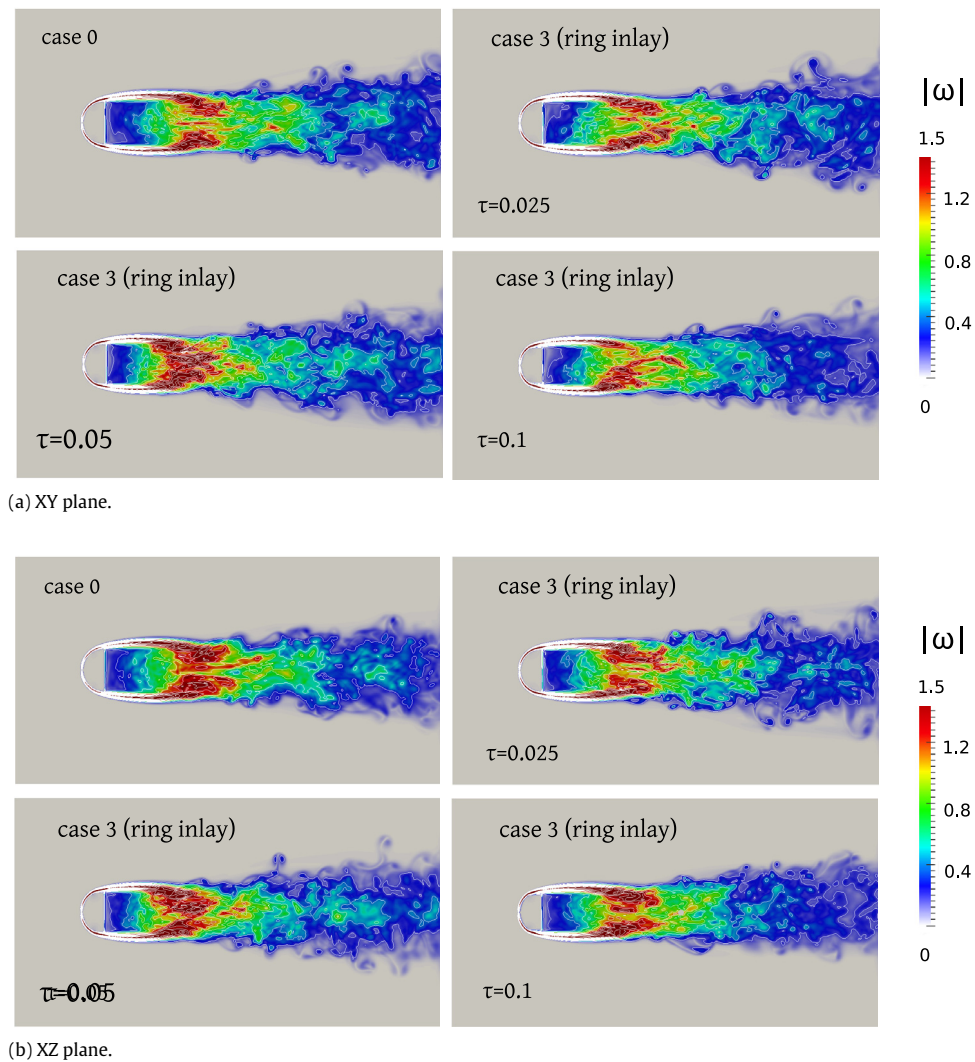 case 0
case 3 (ring inlay)
τ=0.025
case 3 (ring inlay)
τ=0.05
case 3 (ring inlay)
τ=0.1
|ω|
1.5
1.2
0.8
0.4
0
(a) XY plane.
case 0
case 3 (ring inlay)
τ=0.025
case 3 (ring inlay)
τ=0.05
case 3 (ring inlay)
τ=0.1
|ω|
1.5
1.2
0.8
0.4
0
(b) XZ plane.